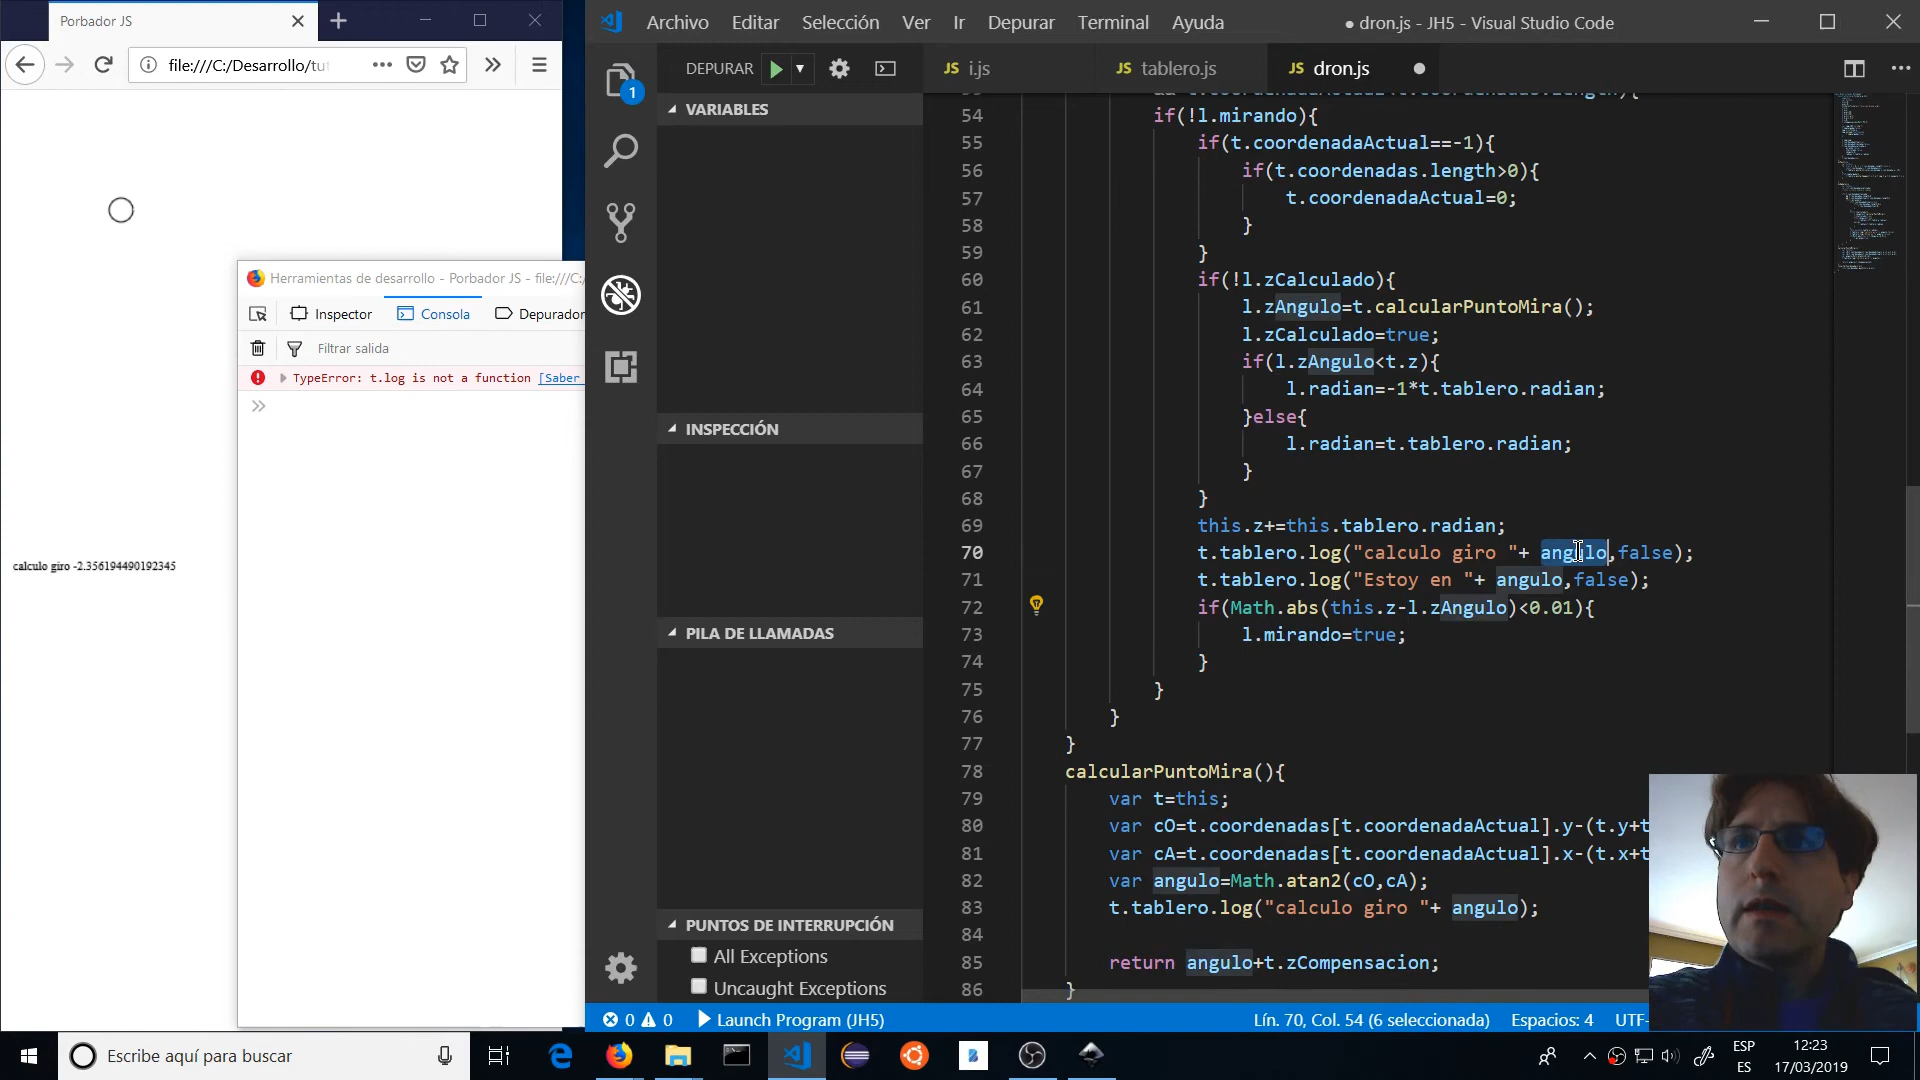 Porbador JS
file:///C:/Desarrollo/tu
calculo giro -2.356194490192345
Herramientas de desarrollo - Porbador JS - file:///C:/
Inspector
Consola
Depurador
Filtrar salida
TypeError: t.log is not a function [Saber
Archivo Editar Selección Ver Ir Depurar Terminal Ayuda
● dron.js - JH5 - Visual Studio Code
DEPURAR
JS i.js
JS tablero.js
JS dron.js
1
VARIABLES
INSPECCIÓN
PILA DE LLAMADAS
PUNTOS DE INTERRUPCIÓN
All Exceptions
Uncaught Exceptions
54 if(!l.mirando){
55 if(t.coordenadaActual==-1){
56 if(t.coordenadas.length>0){
57 t.coordenadaActual=0;
58 }
59 }
60 if(!l.zCalculado){
61 l.zAngulo=t.calcularPuntoMira();
62 l.zCalculado=true;
63 if(l.zAngulo<t.z){
64 l.radian=-1*t.tablero.radian;
65 }else{
66 l.radian=t.tablero.radian;
67 }
68 }
69 this.z+=this.tablero.radian;
70 t.tablero.log("calculo giro "+ angulo,false);
71 t.tablero.log("Estoy en "+ angulo,false);
72 if(Math.abs(this.z-l.zAngulo)<0.01){
73 l.mirando=true;
74 }
75 }
76 }
77 }
78 calcularPuntoMira(){
79 var t=this;
80 var cO=t.coordenadas[t.coordenadaActual].y-(t.y+t
81 var cA=t.coordenadas[t.coordenadaActual].x-(t.x+t
82 var angulo=Math.atan2(cO,cA);
83 t.tablero.log("calculo giro "+ angulo);
84
85 return angulo+t.zCompensacion;
86 }
0 0 Launch Program (JH5)
Lín. 70, Col. 54 (6 seleccionada) Espacios: 4 UTF-
Escribe aquí para buscar
ESP
ES
12:23
17/03/2019